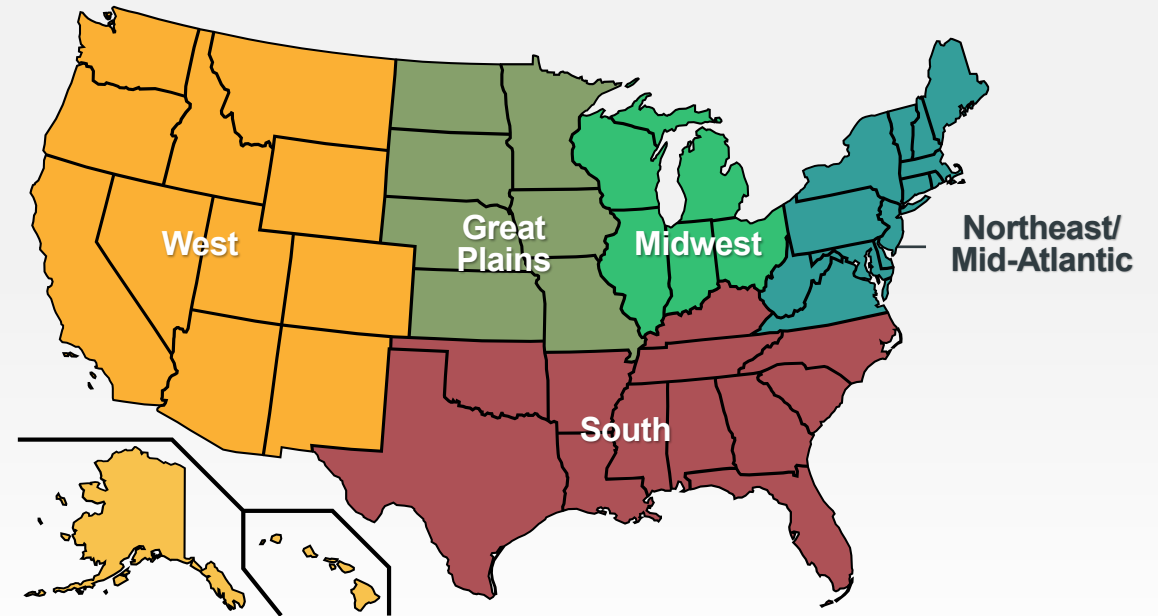 West
Great
Plains
Midwest
Northeast/
Mid-Atlantic
South